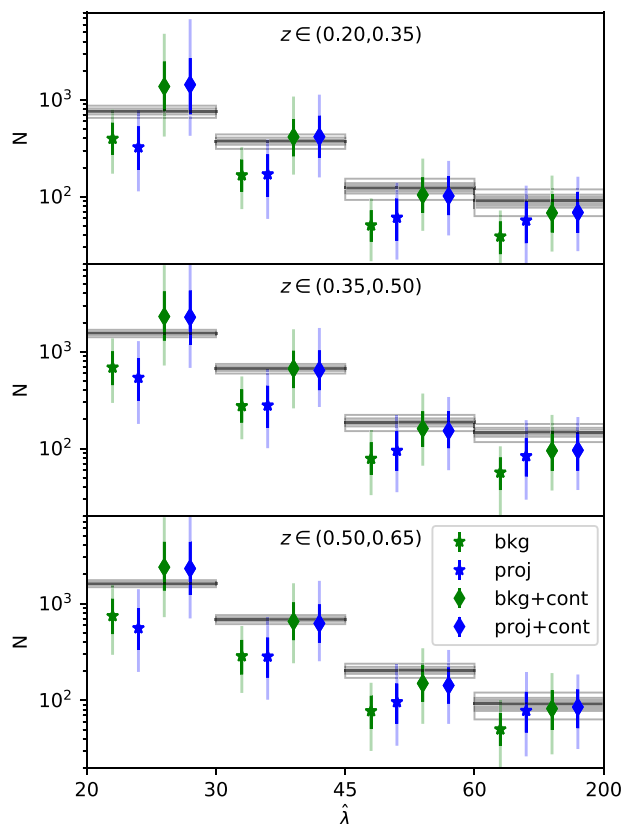 z ∈ (0.20,0.35)
10³
N
10²
z ∈ (0.35,0.50)
10³
N
10²
z ∈ (0.50,0.65)
bkg
proj
bkg+cont
proj+cont
10³
N
10²
20 30 45 60 200
λ̂